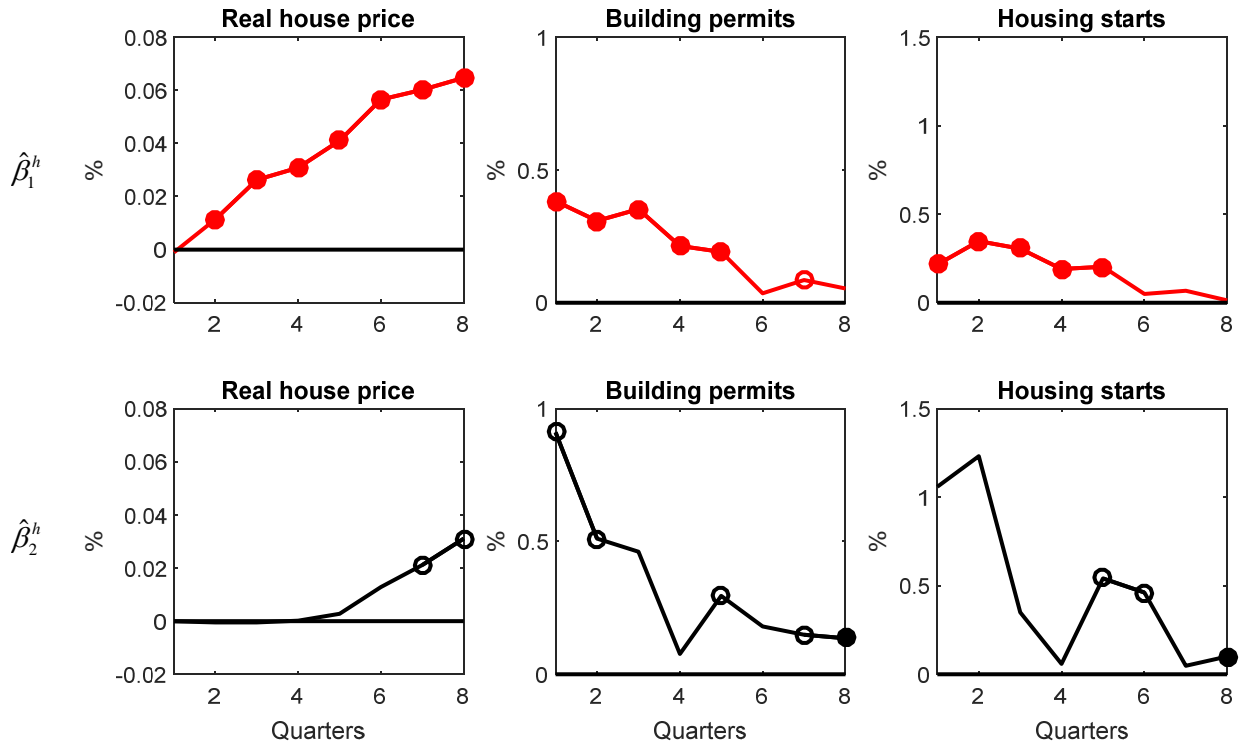 Real house price Building permits Housing starts
0.08 1 1.5
0.06
1
0.04
β̂₁ʰ % % 0.5 %
0.02
0.5
0
-0.02 0 0
2 4 6 8 2 4 6 8 2 4 6 8
Real house price Building permits Housing starts
0.08 1 1.5
0.06
1
0.04
β̂₂ʰ % % 0.5 %
0.02
0.5
0
-0.02 0 0
2 4 6 8 2 4 6 8 2 4 6 8
Quarters Quarters Quarters